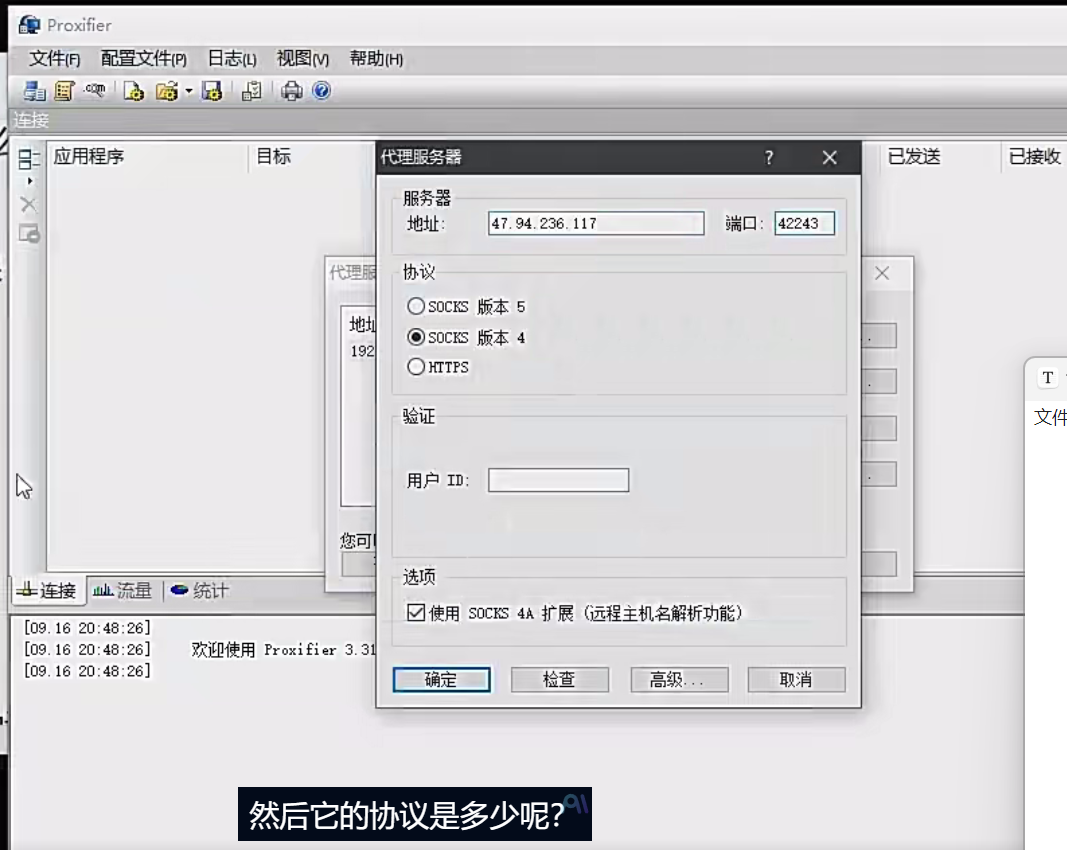 Proxifier
文件(F) 配置文件(P) 日志(L) 视图(V) 帮助(H)
.com
连接
应用程序 目标 已发送 已接收
代理服务器 ?
服务器
地址: 47.94.236.117 端口: 42243
代理服
协议
SOCKS 版本 5
SOCKS 版本 4
HTTPS
地址
192
T
文件
验证
用户 ID:
您可
选项
使用 SOCKS 4A 扩展 (远程主机名解析功能)
确定 检查 高级... 取消
连接 流量 统计
[09.16 20:48:26]
[09.16 20:48:26] 欢迎使用 Proxifier 3.31
[09.16 20:48:26]
然后它的协议是多少呢?